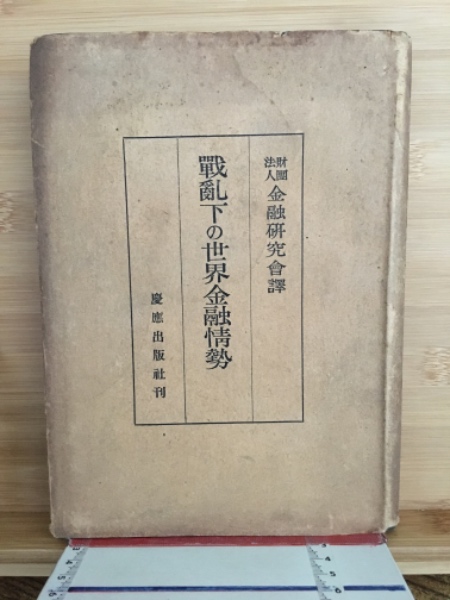 財團法人 金融研究會譯
戰亂下の世界金融情勢
慶應出版社刊